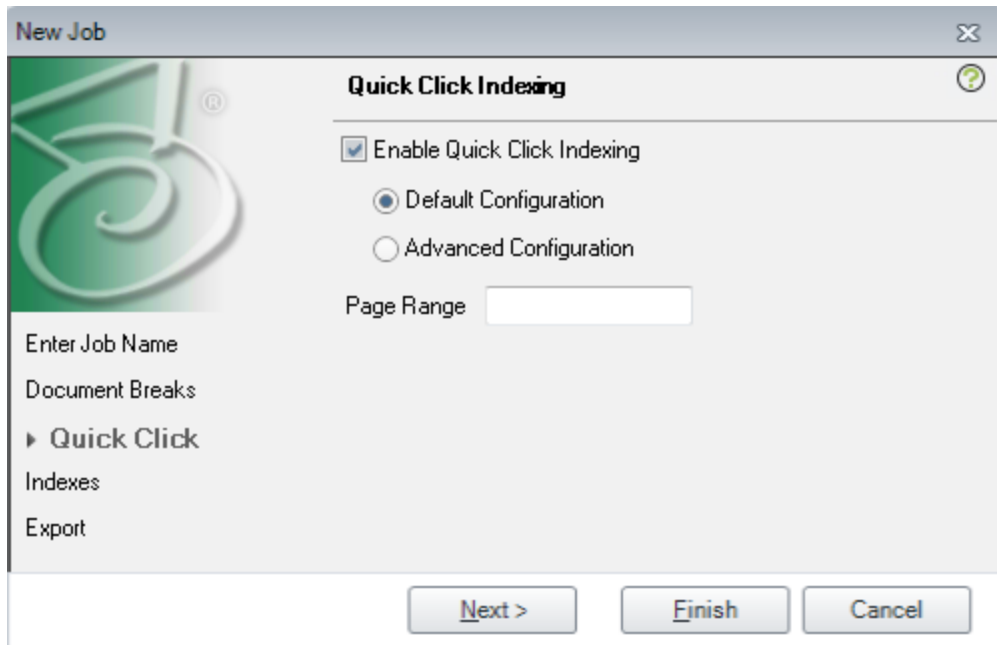 New Job
®
Quick Click Indexing
Enable Quick Click Indexing
Default Configuration
Advanced Configuration
Page Range
Enter Job Name
Document Breaks
Quick Click
Indexes
Export
Next >
Finish
Cancel